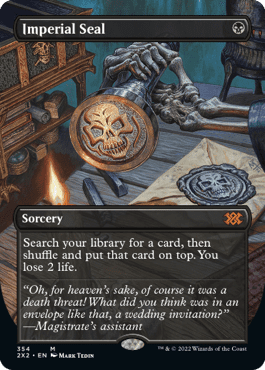 Imperial Seal
Sorcery
Search your library for a card, then
shuffle and put that card on top. You
lose 2 life.
“Oh, for heaven’s sake, of course it was a
death threat! What did you think was in an
envelope like that, a wedding invitation?”
—Magistrate’s assistant
354 M
2X2 • EN Mark Tedin
™ & © 2022 Wizards of the Coast